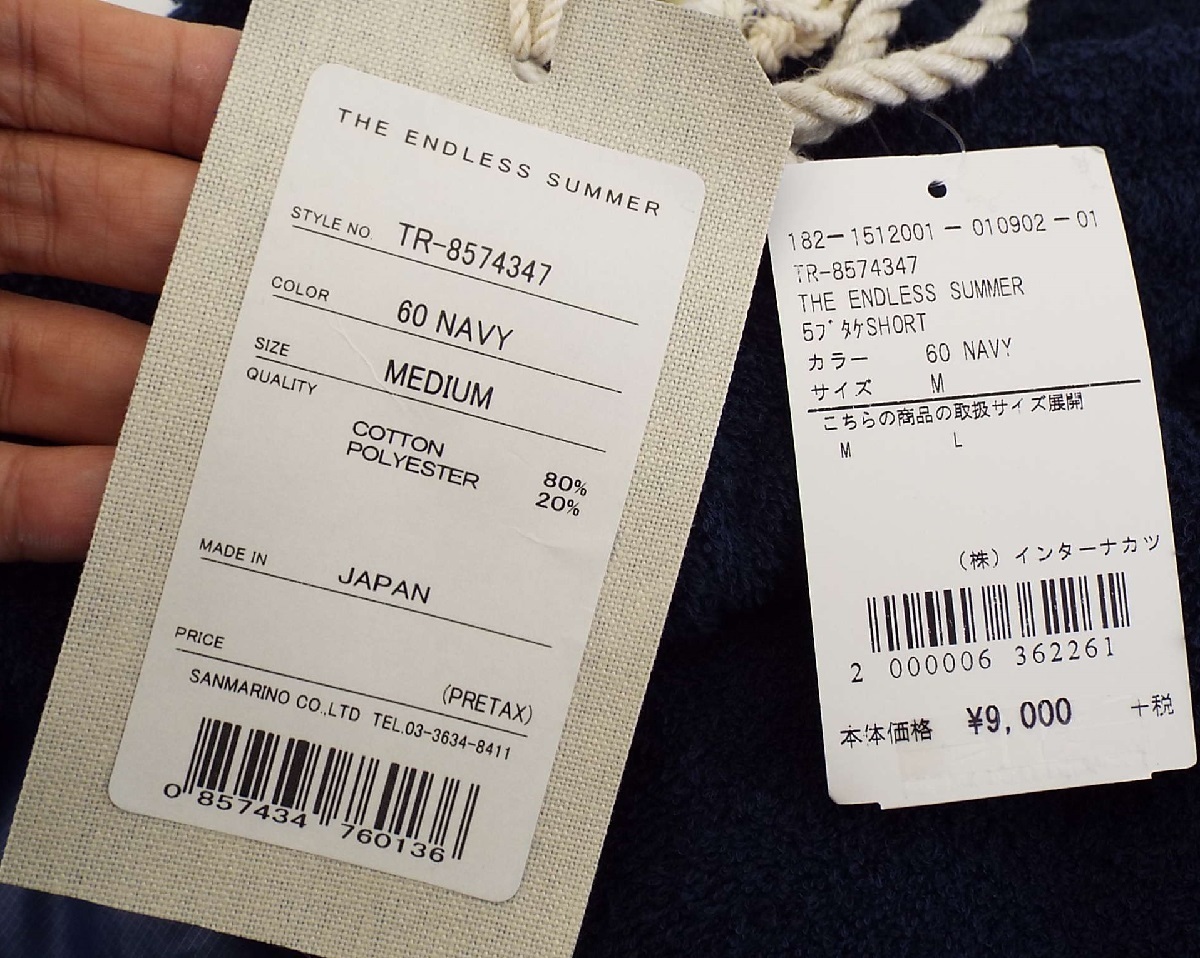 THE ENDLESS SUMMER
STYLE NO. TR-8574347
COLOR 60 NAVY
SIZE MEDIUM
QUALITY
COTTON 80%
POLYESTER 20%
MADE IN JAPAN
PRICE (PRETAX)
SANMARINO CO.,LTD TEL.03-3634-8411
0 857434 760136
182-1512001-010902-01
TR-8574347
THE ENDLESS SUMMER
5ブタケSHORT
カラー 60 NAVY
サイズ M
こちらの商品の取扱サイズ展開
M L
(株)インターナカツ
2 000006 362261
本体価格 ¥9,000 +税